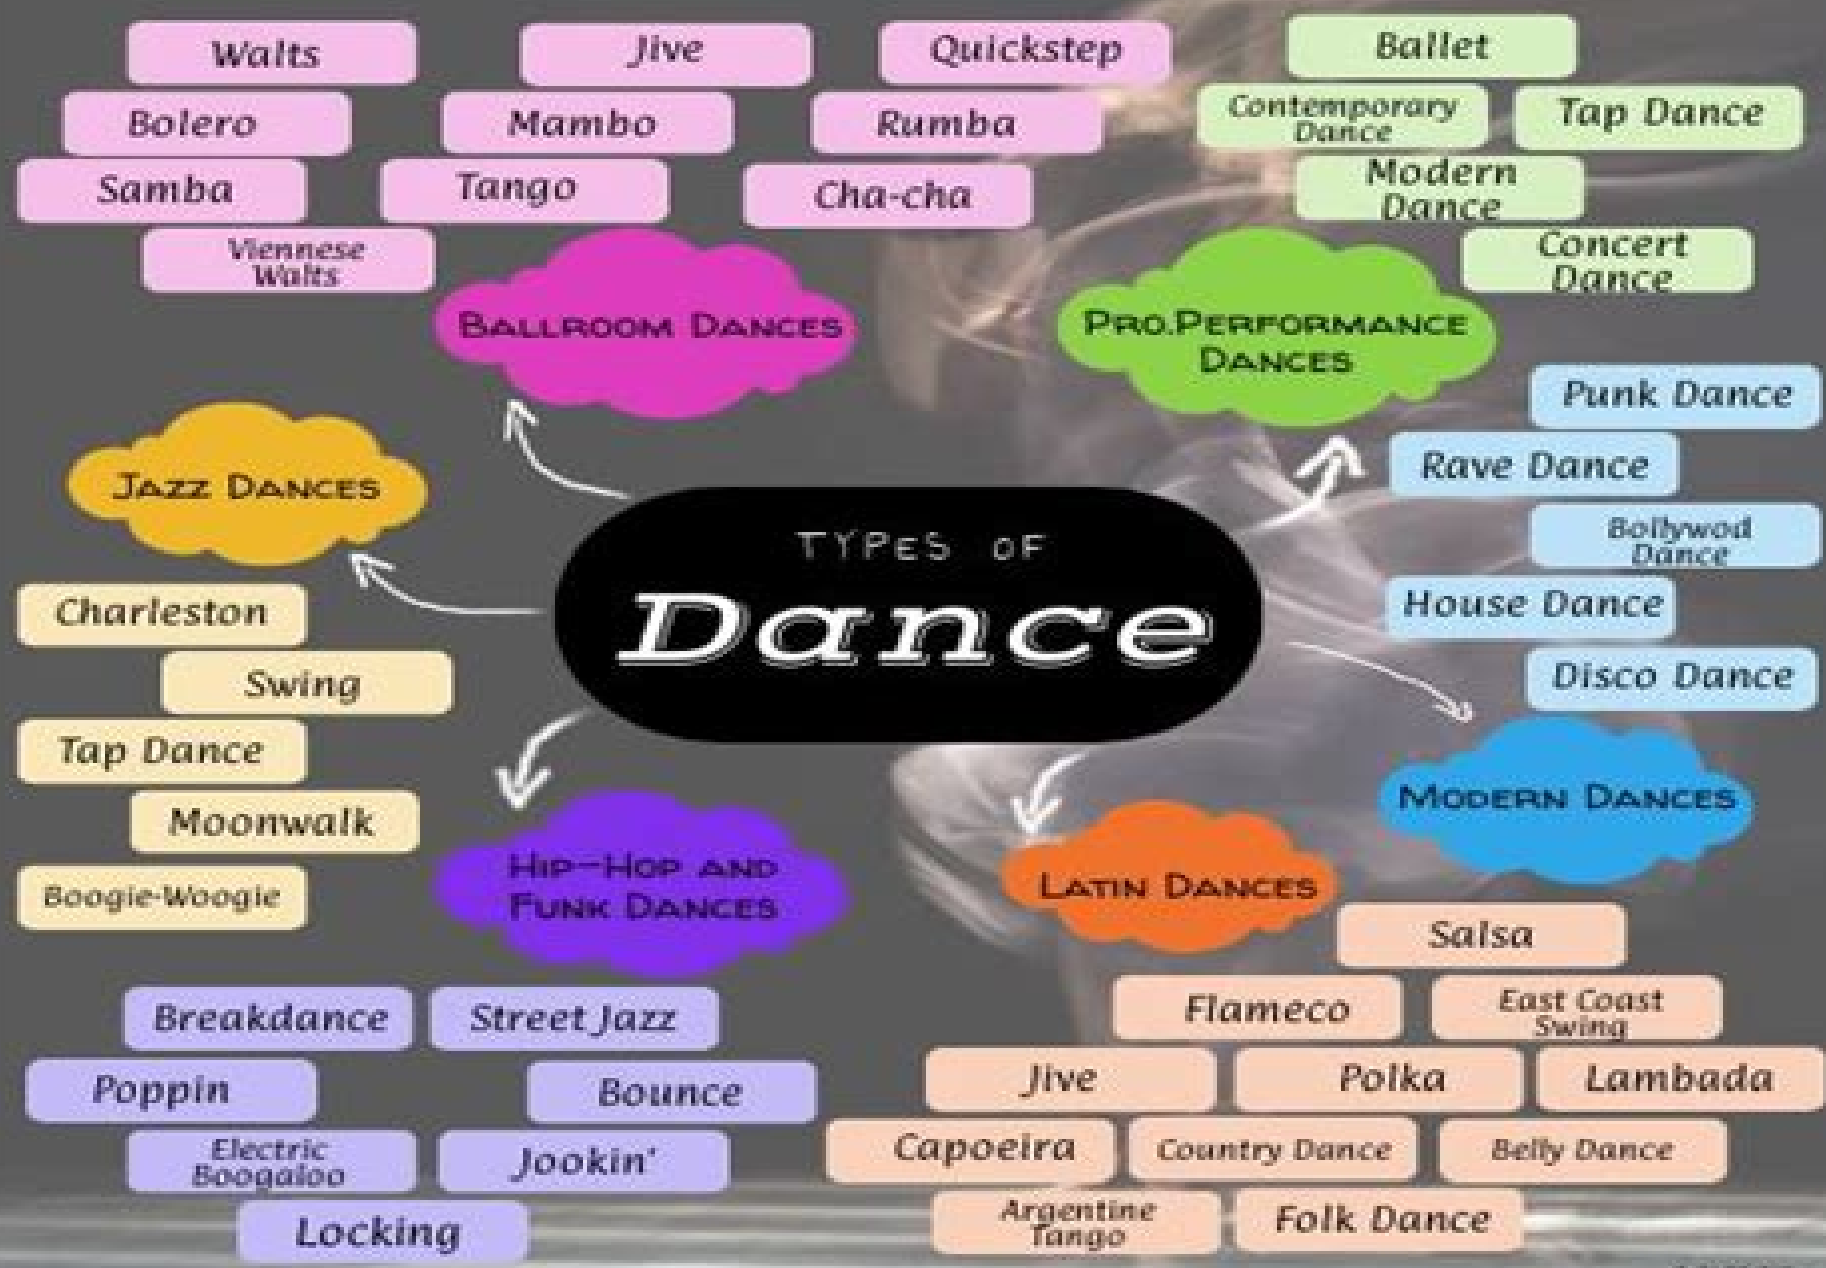 Walts
Jive
Quickstep
Ballet
Bolero
Mambo
Rumba
Contemporary
Dance
Tap Dance
Samba
Tango
Cha-cha
Modern
Dance
Viennese
Walts
Concert
Dance
BALLROOM DANCES
PRO.PERFORMANCE
DANCES
Punk Dance
Rave Dance
JAZZ DANCES
Bollywod
Dance
TYPES OF
Dance
House Dance
Charleston
Disco Dance
Swing
Tap Dance
Moonwalk
MODERN DANCES
Boogie-Woogie
HIP-HOP AND
FUNK DANCES
LATIN DANCES
Salsa
Breakdance
Street Jazz
Flameco
East Coast
Swing
Poppin
Bounce
Jive
Polka
Lambada
Electric
Boogaloo
Jookin'
Capoeira
Country Dance
Belly Dance
Locking
Argentine
Tango
Folk Dance